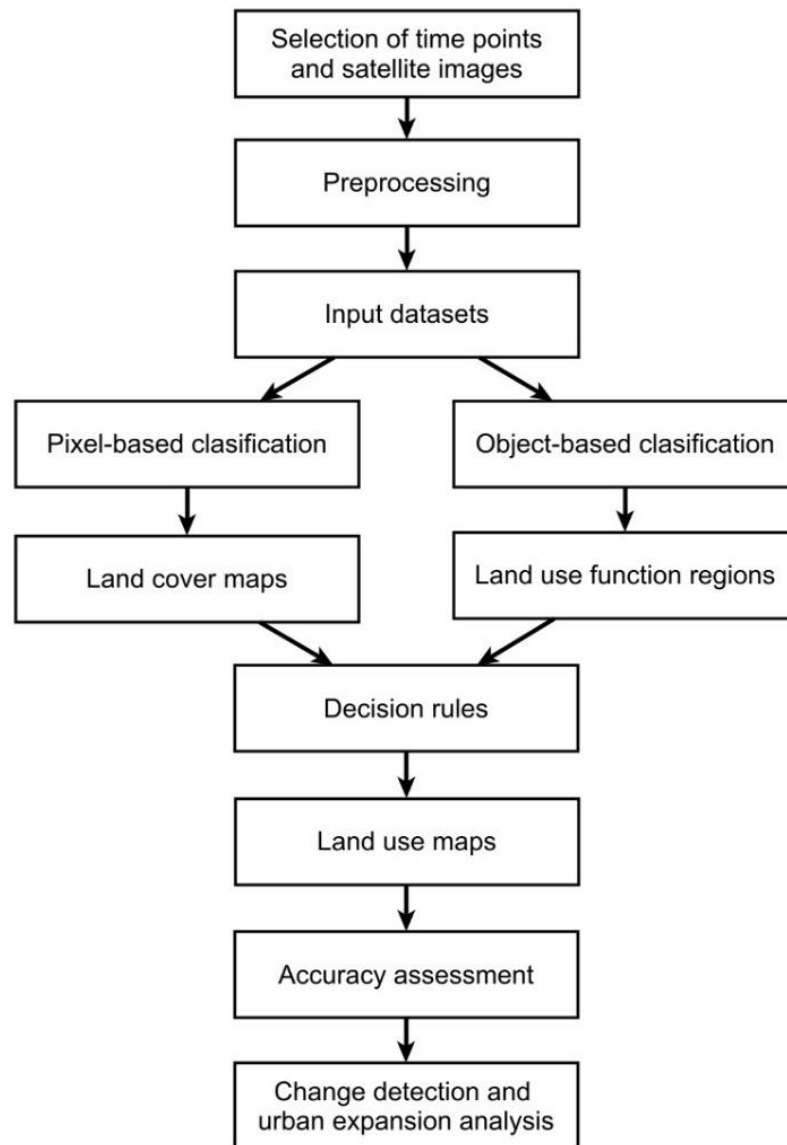 Selection of time points
and satellite images
Preprocessing
Input datasets
Pixel-based clasification
Object-based clasification
Land cover maps
Land use function regions
Decision rules
Land use maps
Accuracy assessment
Change detection and
urban expansion analysis